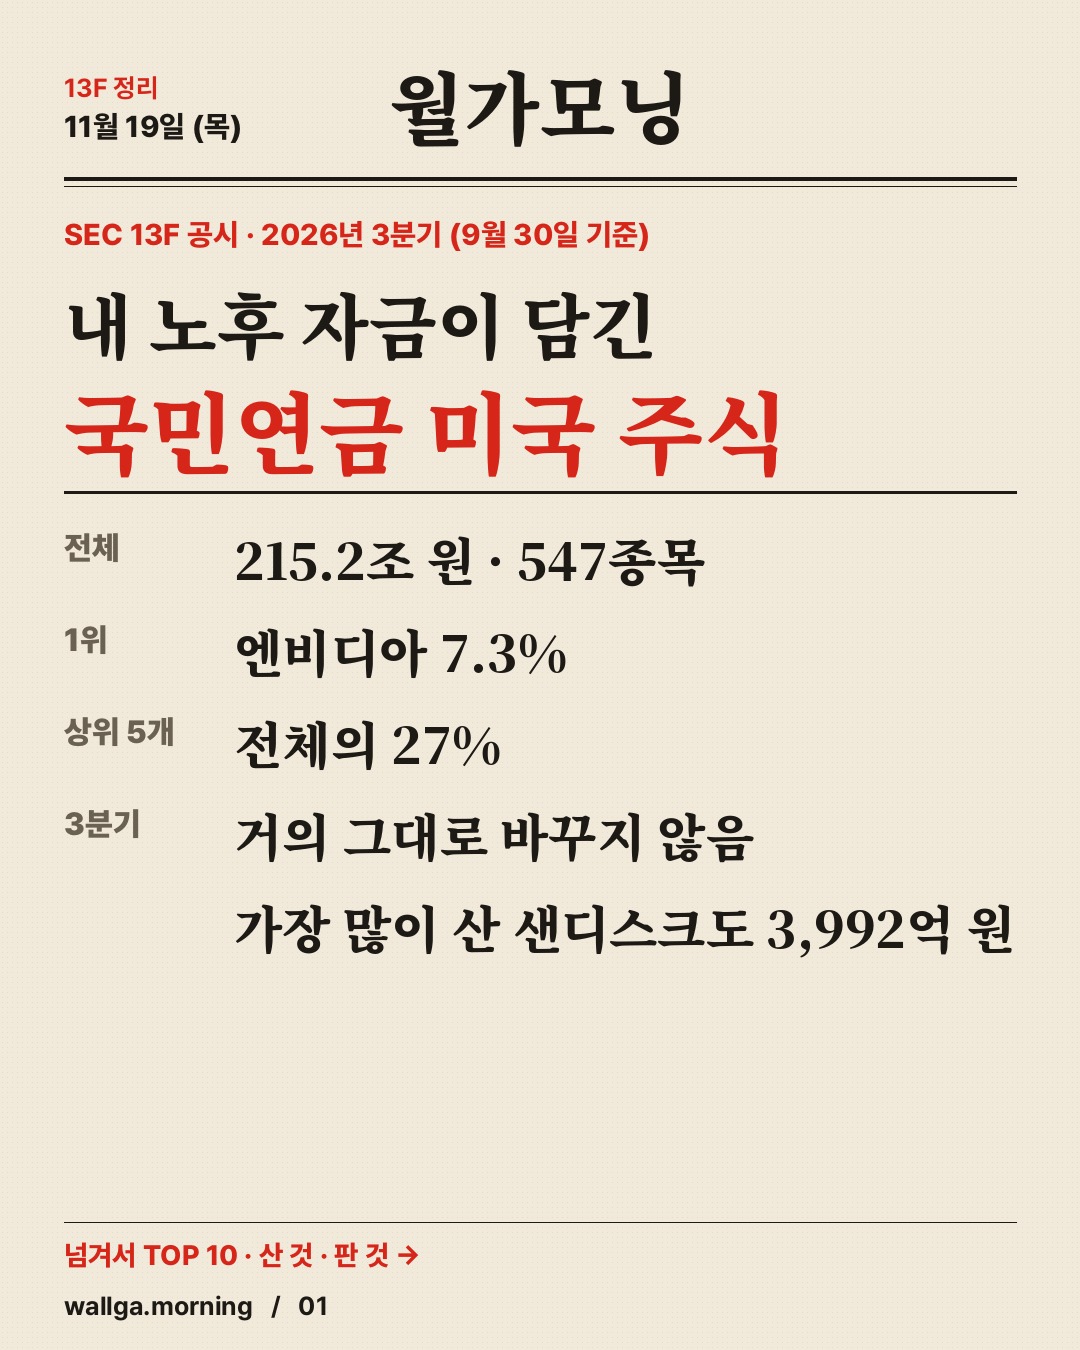 13F 정리
11월 19일 (목)
월가모닝
SEC 13F 공시 · 2026년 3분기 (9월 30일 기준)
내 노후 자금이 담긴
국민연금 미국 주식
전체 215.2조 원 · 547종목
1위 엔비디아 7.3%
상위 5개 전체의 27%
3분기 거의 그대로 바꾸지 않음
가장 많이 산 샌디스크도 3,992억 원
넘겨서 TOP 10 · 산 것 · 판 것 →
wallga.morning / 01